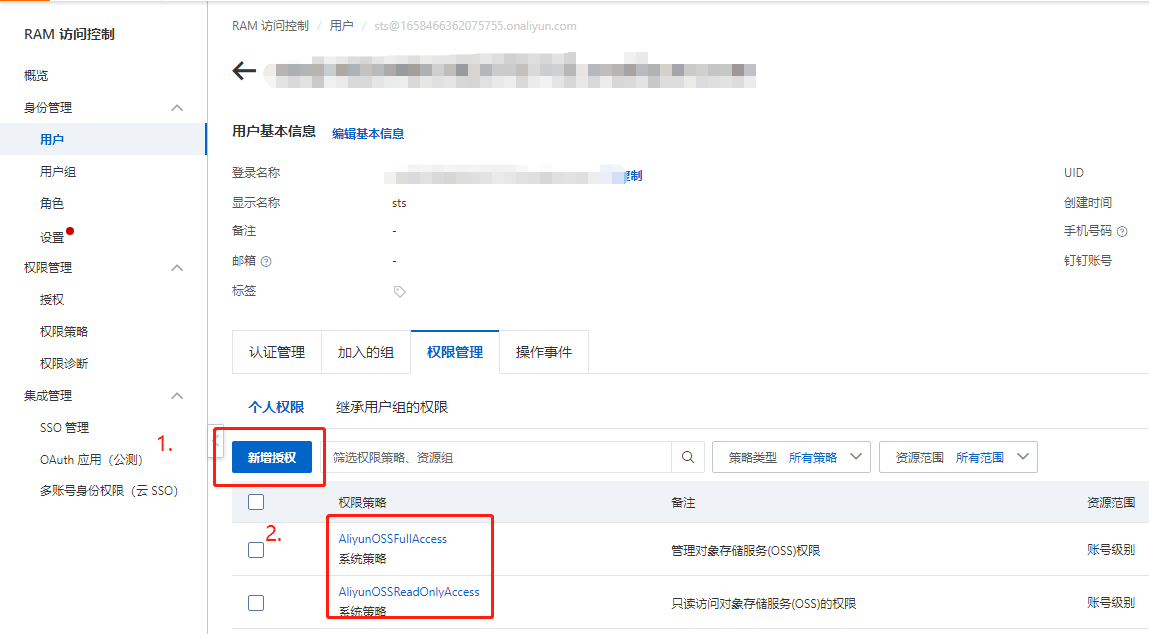 RAM 访问控制
概览
身份管理
用户
用户组
角色
设置
权限管理
授权
权限策略
权限诊断
集成管理
SSO 管理
OAuth 应用（公测）
多账号身份权限（云 SSO）
RAM 访问控制 / 用户 / sts@1658466362075755.onaliyun.com
用户基本信息 编辑基本信息
登录名称 复制 UID
显示名称 sts 创建时间
备注 - 手机号码
邮箱 - 钉钉账号
标签
认证管理 加入的组 权限管理 操作事件
个人权限 继承用户组的权限
1.
新增授权 筛选权限策略、资源组 策略类型 所有策略 资源范围 所有范围
权限策略 备注 资源范围
2.
AliyunOSSFullAccess
系统策略 管理对象存储服务(OSS)权限 账号级别
AliyunOSSReadOnlyAccess
系统策略 只读访问对象存储服务(OSS)的权限 账号级别